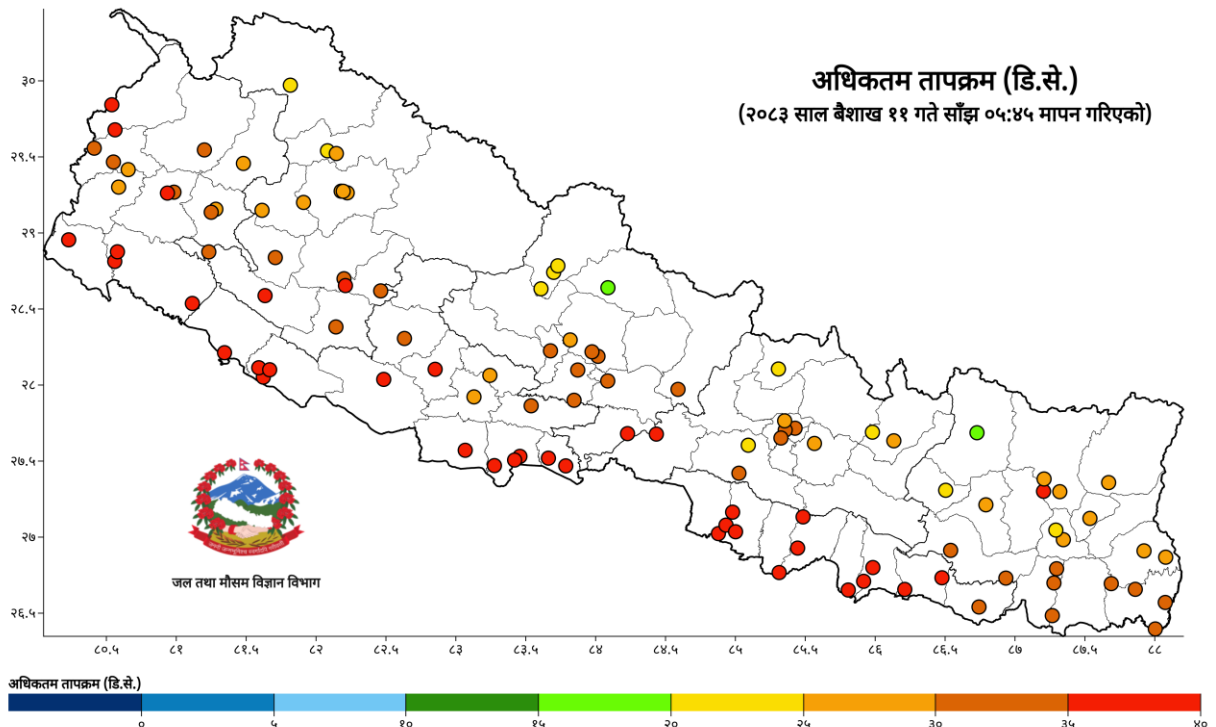 अधिकतम तापक्रम (डि.से.)
(२०८३ साल बैशाख ११ गते साँझ ०५:४५ मापन गरिएको)
३०
२९.५
२९
२८.५
२८
२७.५
२७
२६.५
जल तथा मौसम विज्ञान विभाग
८०.५ ८१ ८१.५ ८२ ८२.५ ८३ ८३.५ ८४ ८४.५ ८५ ८५.५ ८६ ८६.५ ८७ ८७.५ ८८
अधिकतम तापक्रम (डि.से.)
० ५ १० १५ २० २५ ३० ३५ ४०